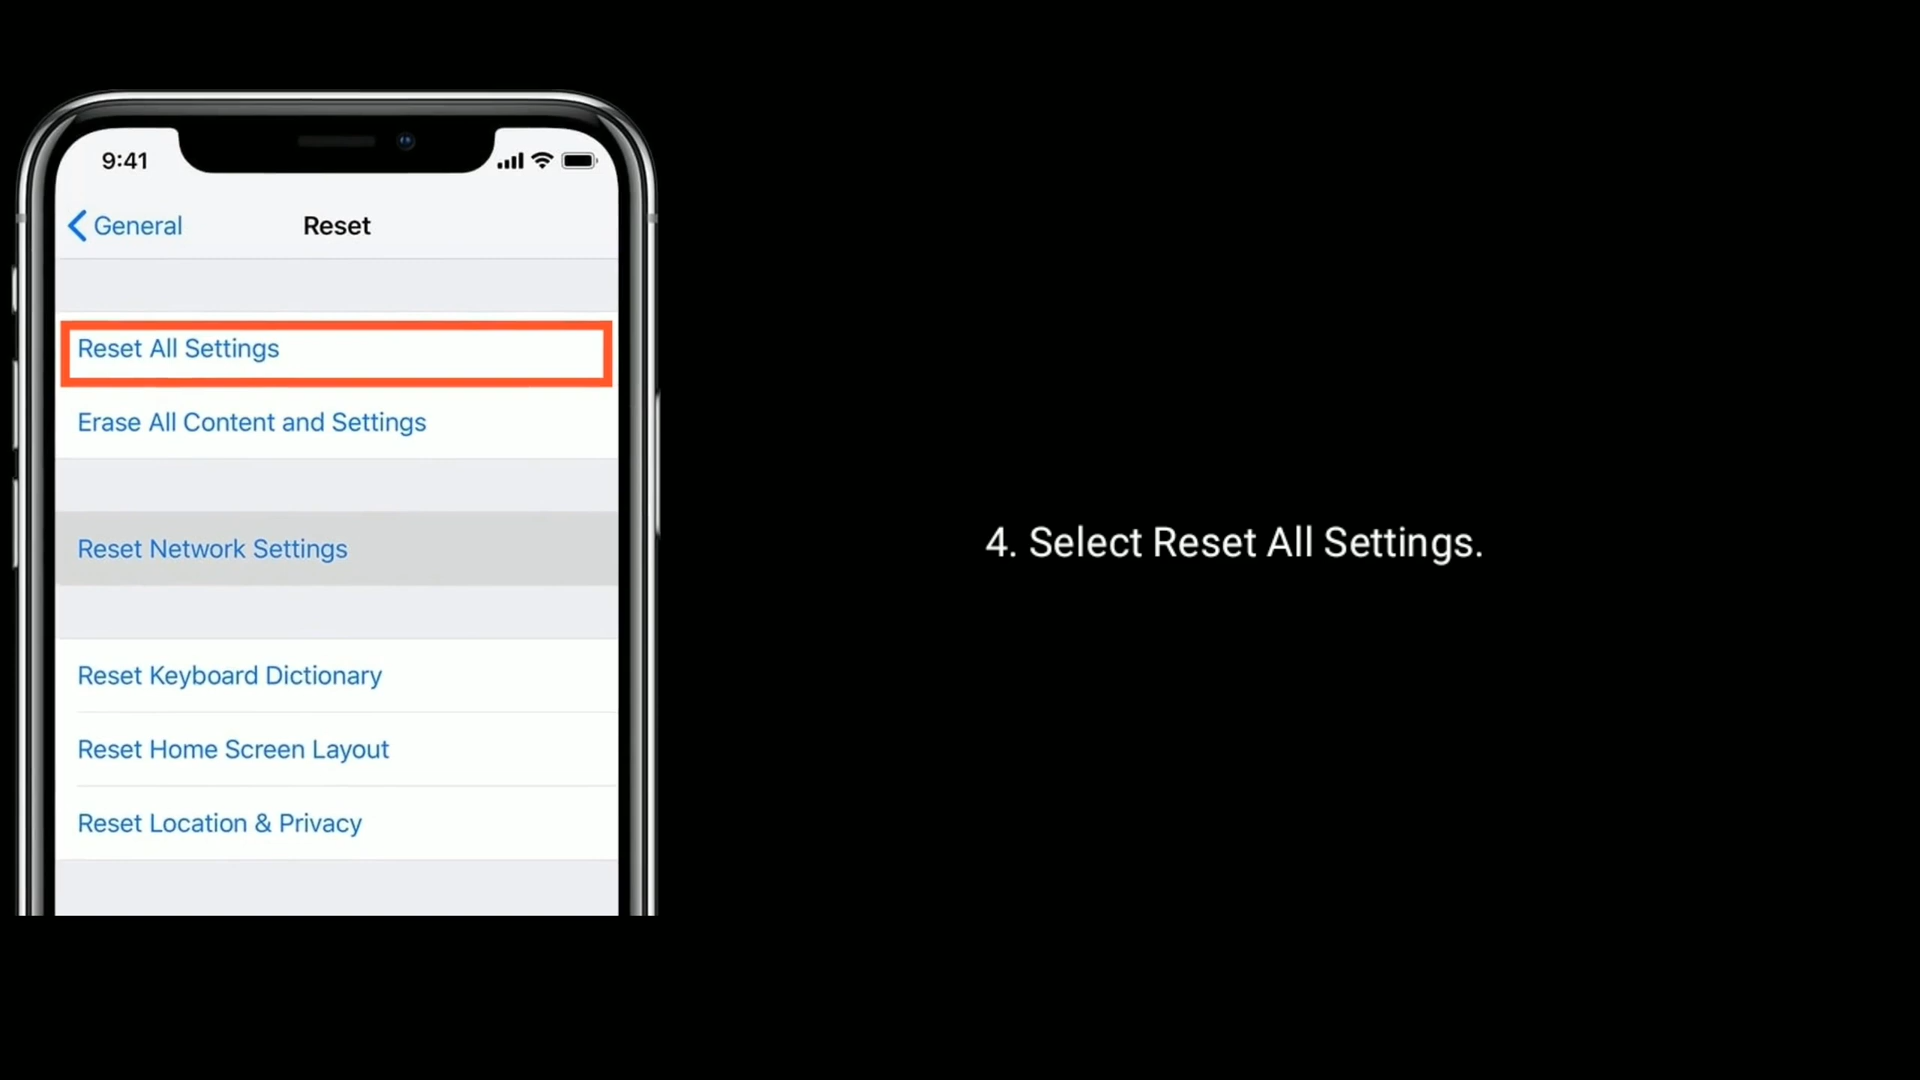 9:41
General
Reset
Reset All Settings
Erase All Content and Settings
Reset Network Settings
Reset Keyboard Dictionary
Reset Home Screen Layout
Reset Location & Privacy
4. Select Reset All Settings.